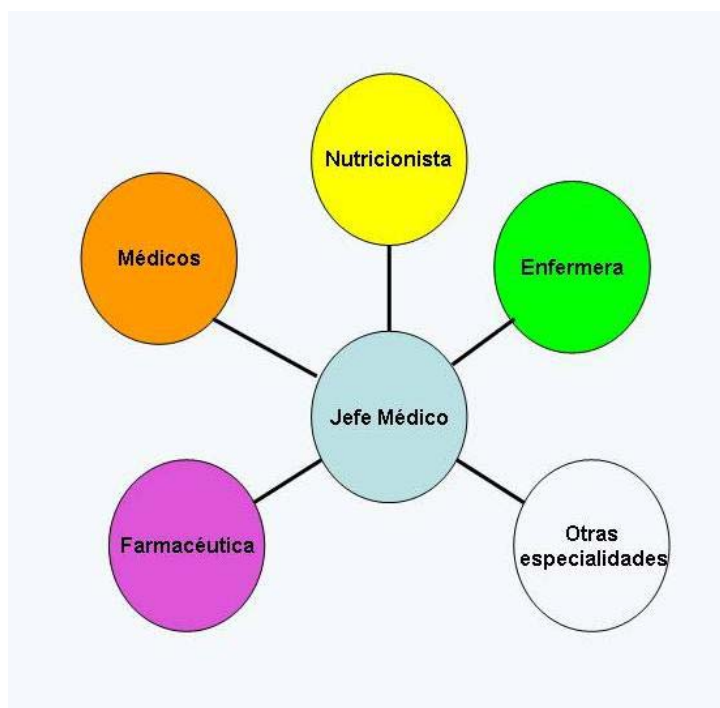 Nutricionista
Médicos
Enfermera
Jefe Médico
Farmacéutica
Otras
especialidades